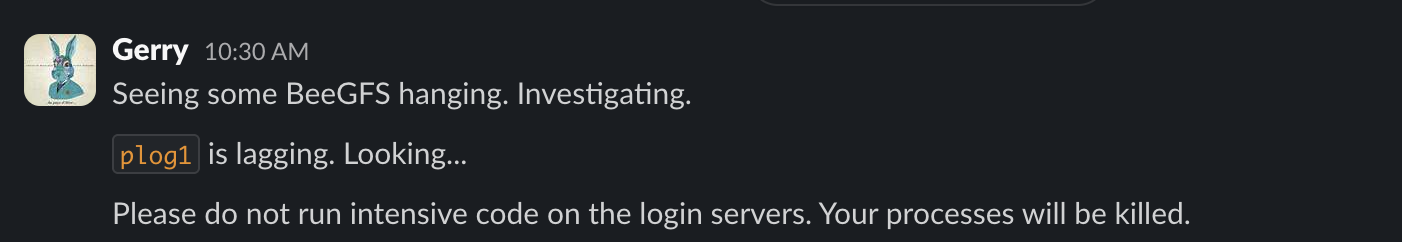 Gerry 10:30 AM
Seeing some BeeGFS hanging. Investigating.
plog1 is lagging. Looking...
Please do not run intensive code on the login servers. Your processes will be killed.